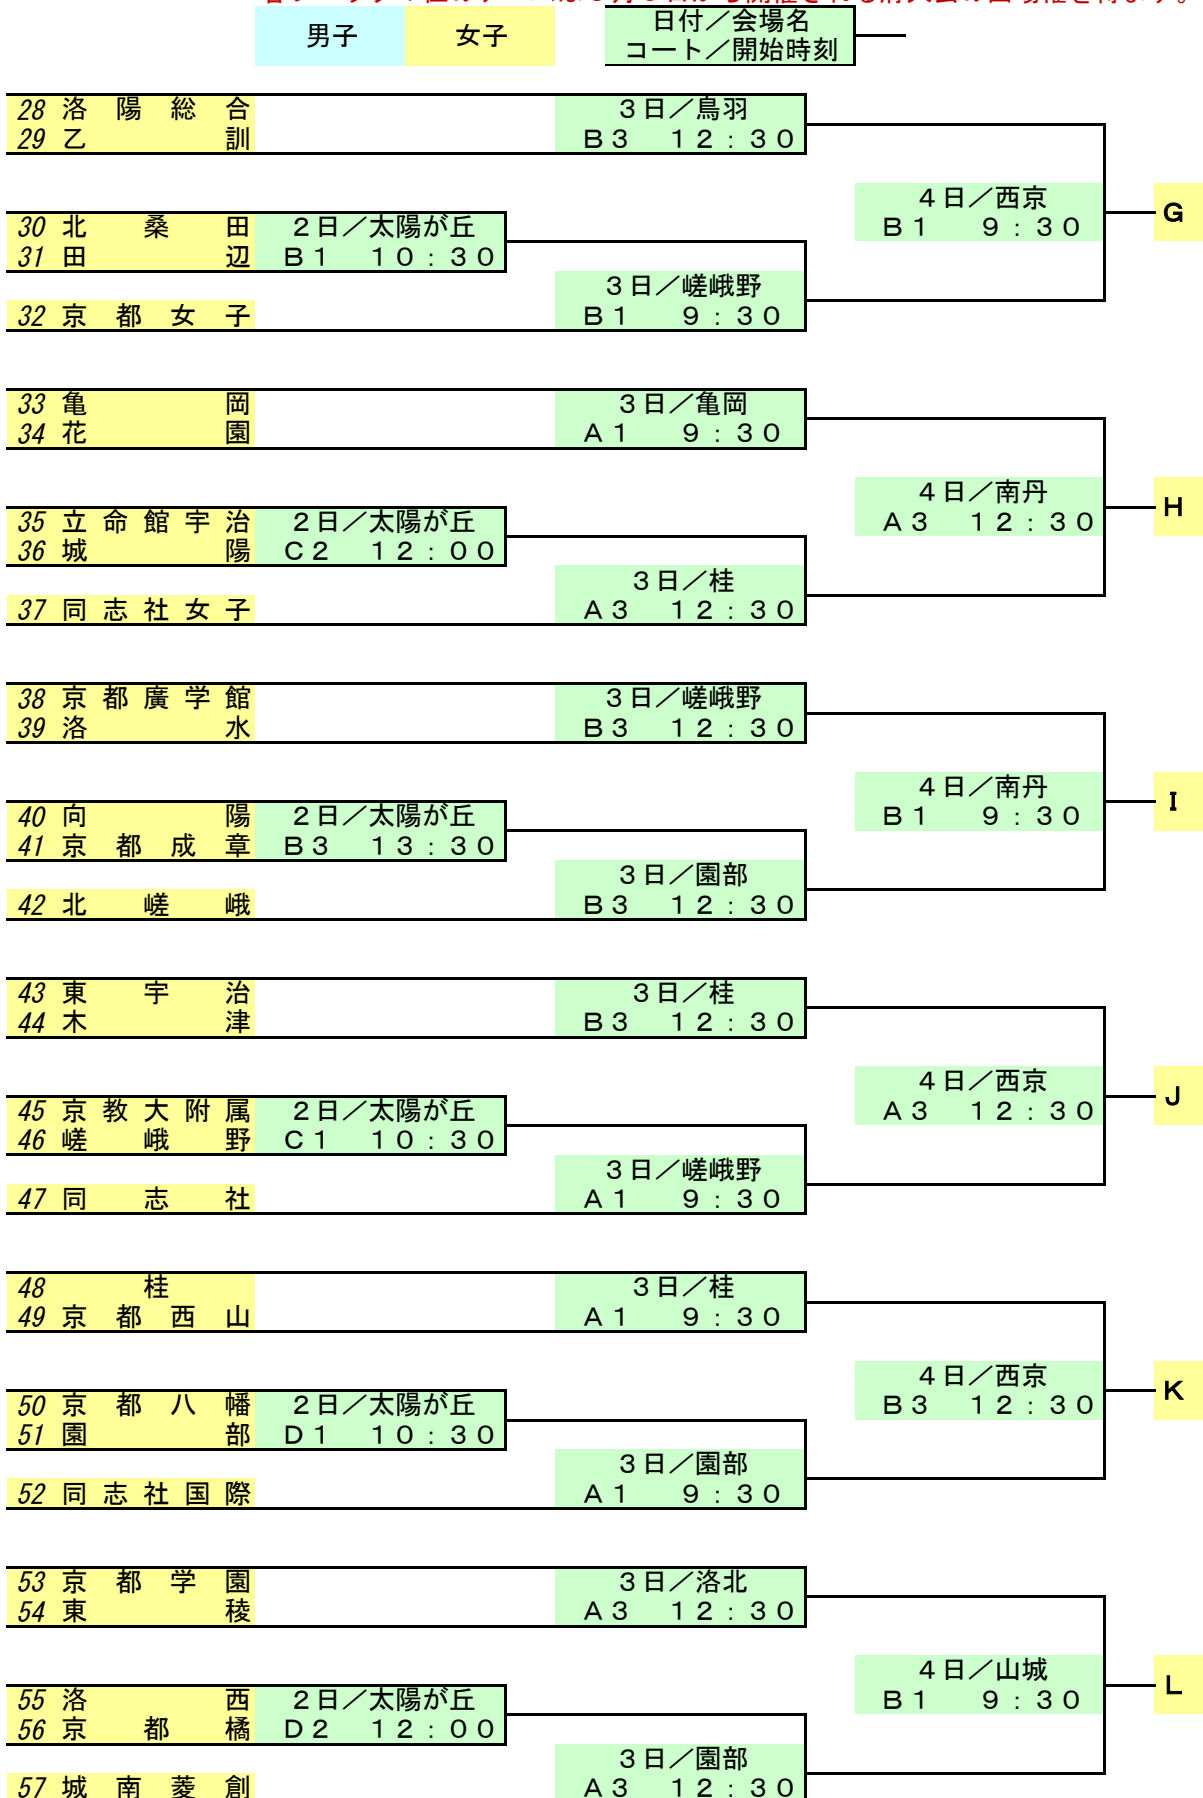 男子 女子 日付／会場名
コート／開始時刻
28 洛陽総合 3日／鳥羽
29 乙訓 B3 12:30
4日／西京 G
30 北桑田 2日／太陽が丘 B1 9:30
31 田辺 B1 10:30
3日／嵯峨野
32 京都女子 B1 9:30
33 亀岡 3日／亀岡
34 花園 A1 9:30
4日／南丹 H
35 立命館宇治 2日／太陽が丘 A3 12:30
36 城陽 C2 12:00
3日／桂
37 同志社女子 A3 12:30
38 京都廣学館 3日／嵯峨野
39 洛水 B3 12:30
4日／南丹 I
40 向陽 2日／太陽が丘 B1 9:30
41 京都成章 B3 13:30
3日／園部
42 北嵯峨 B3 12:30
43 東宇治 3日／桂
44 木津 B3 12:30
4日／西京 J
45 京教大附属 2日／太陽が丘 A3 12:30
46 嵯峨野 C1 10:30
3日／嵯峨野
47 同志社 A1 9:30
48 桂 3日／桂
49 京都西山 A1 9:30
4日／西京 K
50 京都八幡 2日／太陽が丘 B3 12:30
51 園部 D1 10:30
3日／園部
52 同志社国際 A1 9:30
53 京都学園 3日／洛北
54 東稜 A3 12:30
4日／山城 L
55 洛西 2日／太陽が丘 B1 9:30
56 京都橘 D2 12:00
3日／園部
57 城南菱創 A3 12:30